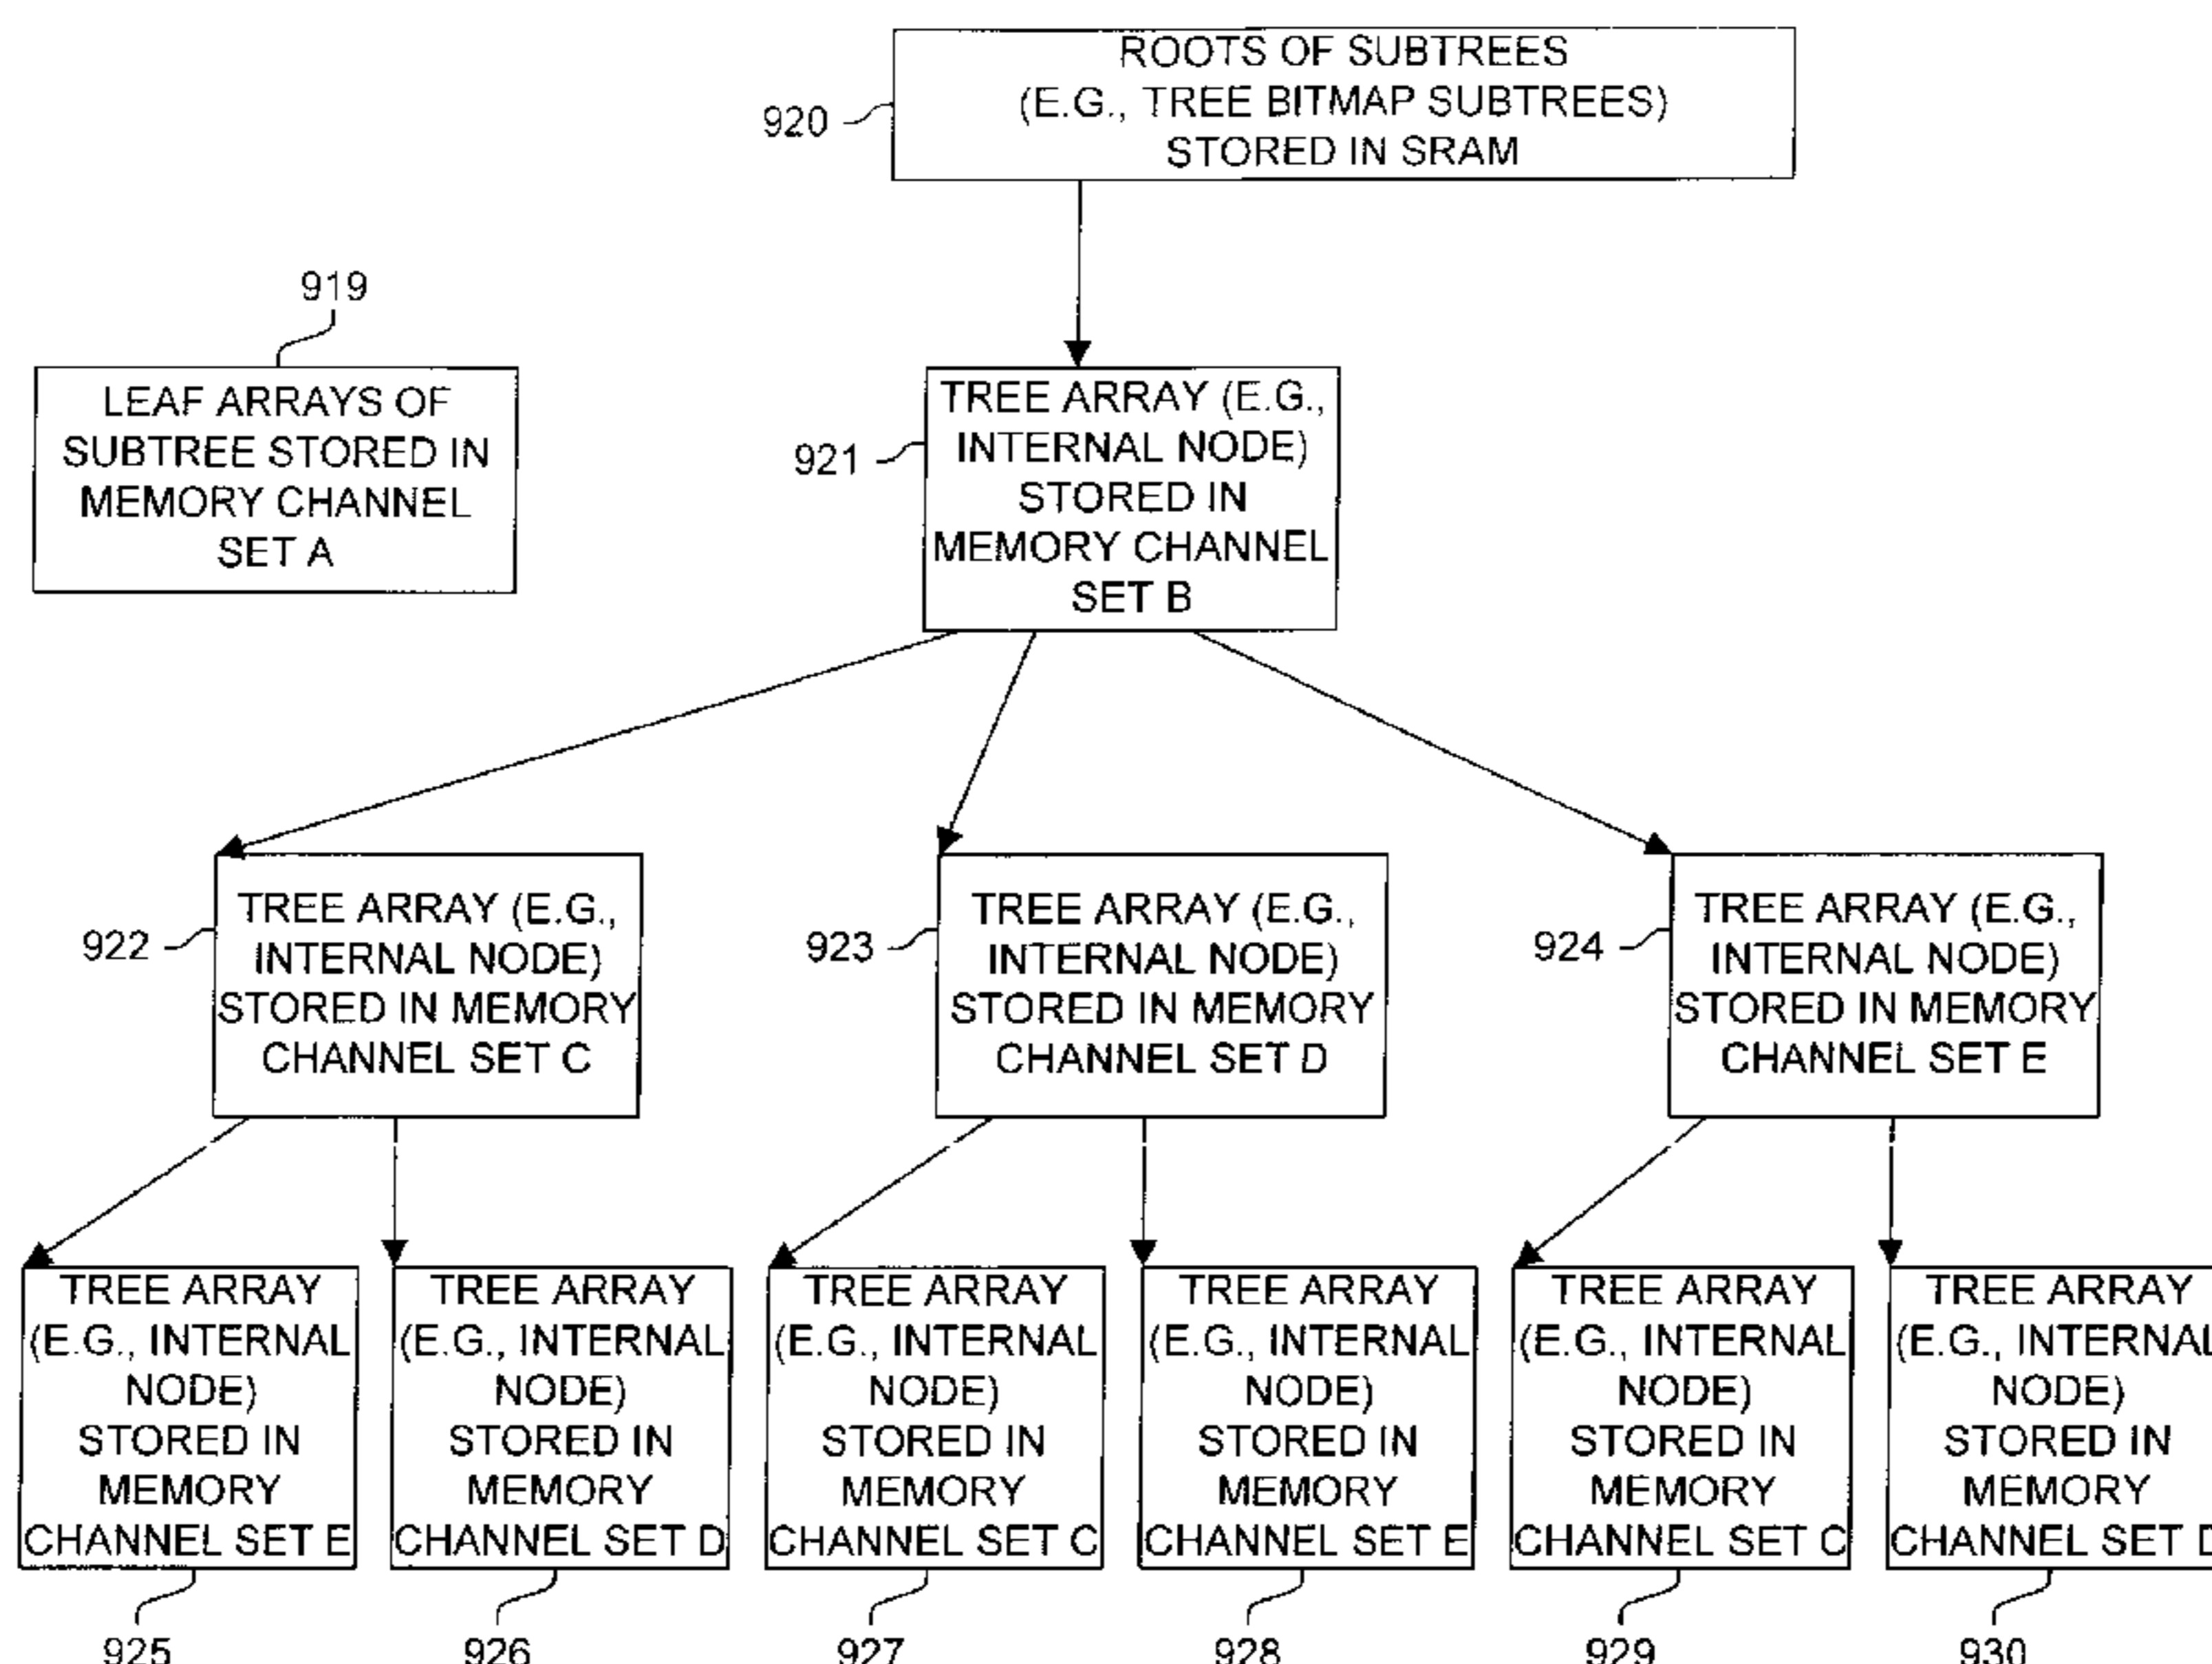 ROOTS OF SUBTREES
(E.G., TREE BITMAP SUBTREES)
STORED IN SRAM
920
919
LEAF ARRAYS OF
SUBTREE STORED IN
MEMORY CHANNEL
SET A
TREE ARRAY (E.G.,
INTERNAL NODE)
STORED IN
MEMORY CHANNEL
SET B
921
TREE ARRAY (E.G.,
INTERNAL NODE)
STORED IN MEMORY
CHANNEL SET C
922
TREE ARRAY (E.G.,
INTERNAL NODE)
STORED IN MEMORY
CHANNEL SET D
923
TREE ARRAY (E.G.,
INTERNAL NODE)
STORED IN MEMORY
CHANNEL SET E
924
TREE ARRAY
(E.G., INTERNAL
NODE)
STORED IN
MEMORY
CHANNEL SET E
925
TREE ARRAY
(E.G., INTERNAL
NODE)
STORED IN
MEMORY
CHANNEL SET D
926
TREE ARRAY
(E.G., INTERNAL
NODE)
STORED IN
MEMORY
CHANNEL SET C
927
TREE ARRAY
(E.G., INTERNAL
NODE)
STORED IN
MEMORY
CHANNEL SET E
928
TREE ARRAY
(E.G., INTERNAL
NODE)
STORED IN
MEMORY
CHANNEL SET C
929
TREE ARRAY
(E.G., INTERNAL
NODE)
STORED IN
MEMORY
CHANNEL SET D
930